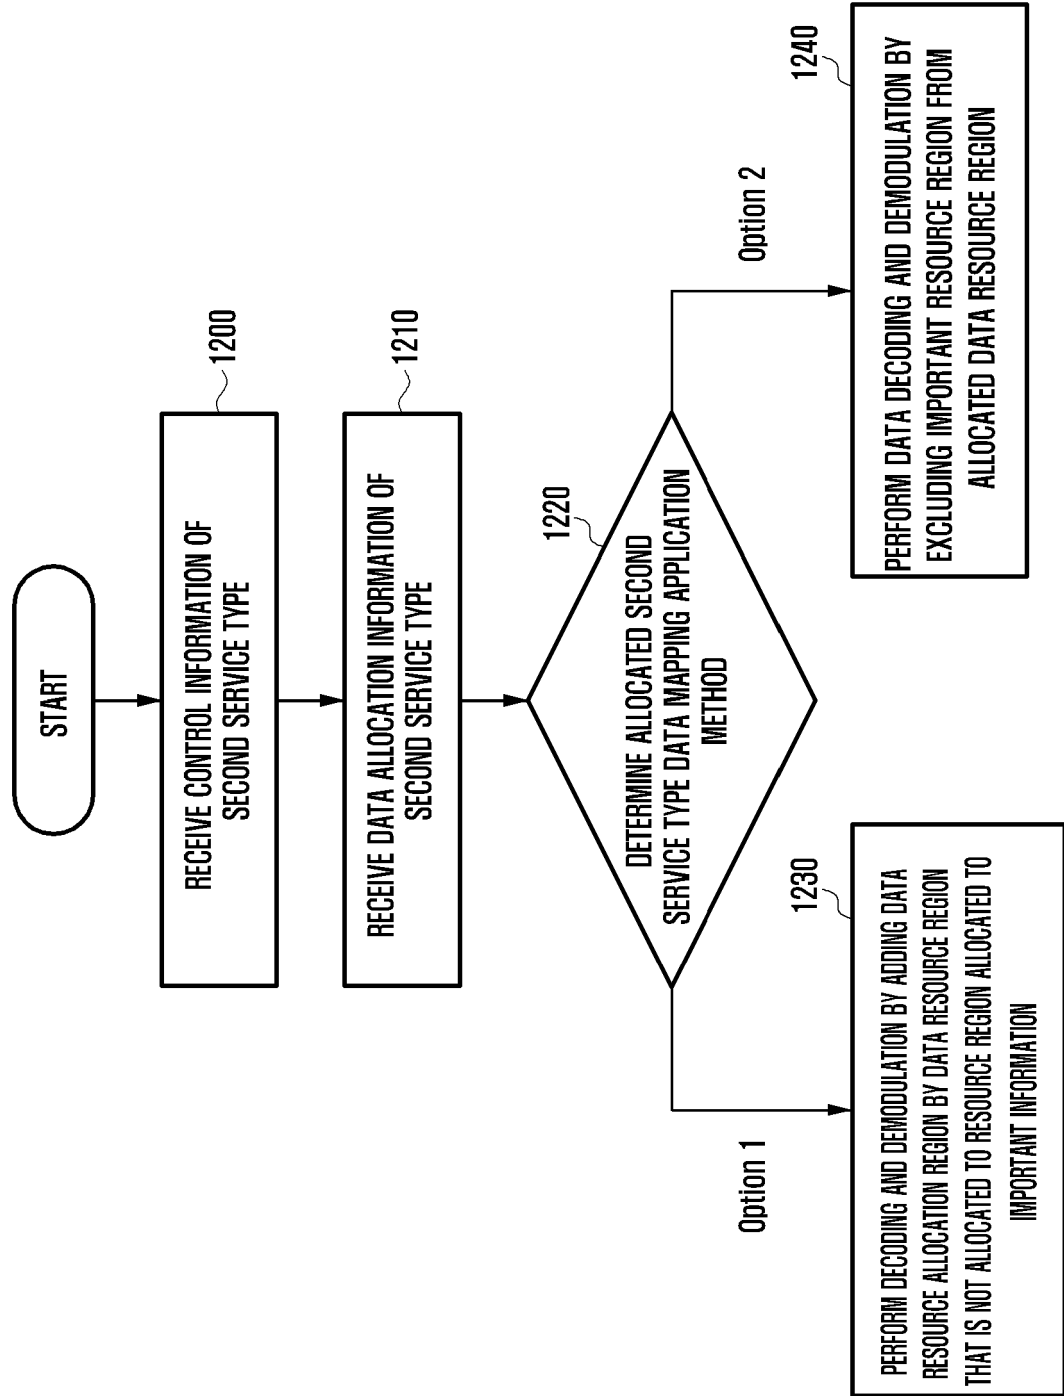 START
1200
RECEIVE CONTROL INFORMATION OF
SECOND SERVICE TYPE
1210
RECEIVE DATA ALLOCATION INFORMATION OF
SECOND SERVICE TYPE
1220
DETERMINE ALLOCATED SECOND
SERVICE TYPE DATA MAPPING APPLICATION
METHOD
Option 1
Option 2
1230
PERFORM DECODING AND DEMODULATION BY ADDING DATA
RESOURCE ALLOCATION REGION BY DATA RESOURCE REGION
THAT IS NOT ALLOCATED TO RESOURCE REGION ALLOCATED TO
IMPORTANT INFORMATION
1240
PERFORM DATA DECODING AND DEMODULATION BY
EXCLUDING IMPORTANT RESOURCE REGION FROM
ALLOCATED DATA RESOURCE REGION